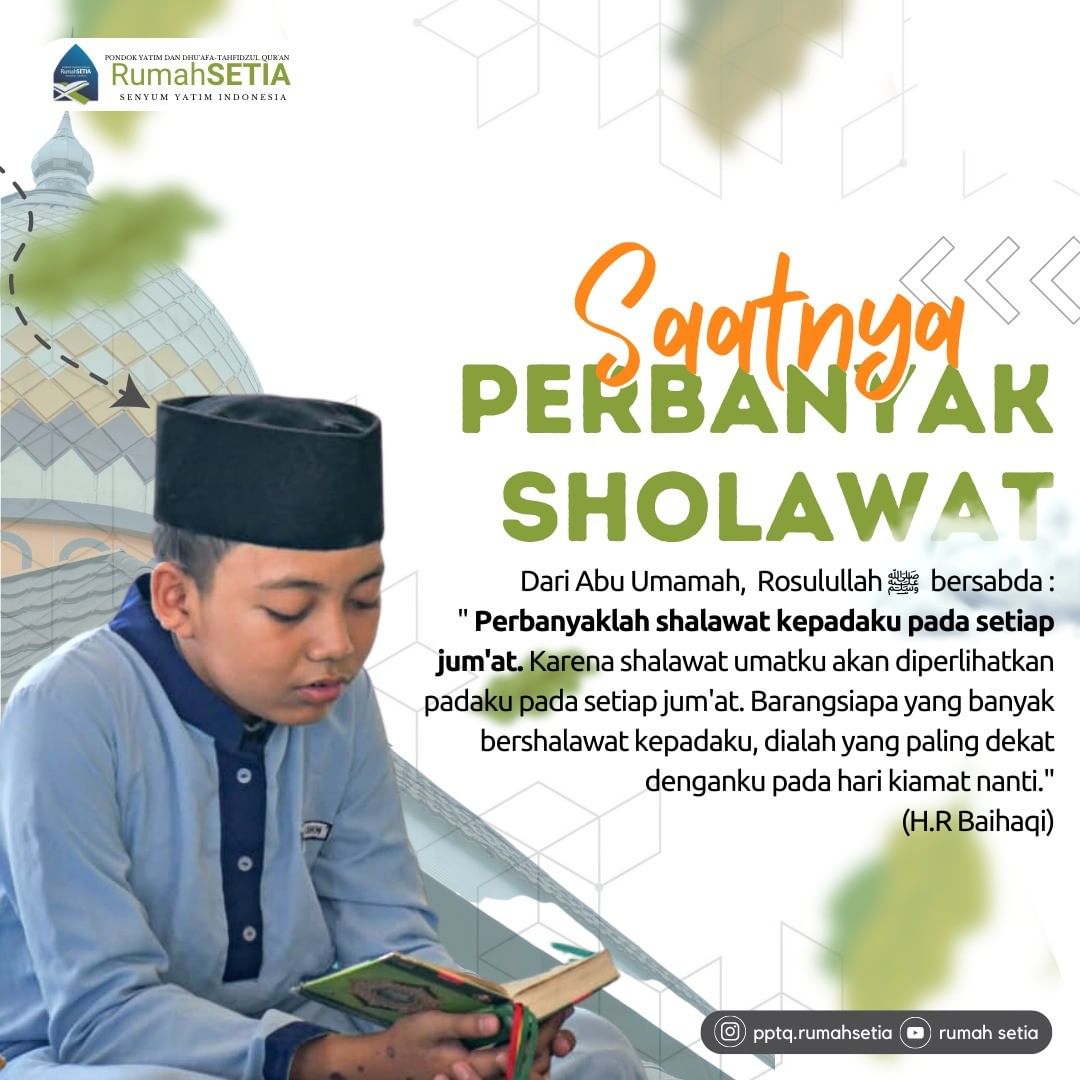 PONDOK YATIM DAN DHU'AFA-TAHFIDZUL QUR'AN
RumahSETIA
SENYUM YATIM INDONESIA
Saatnya
PERBANYAK
SHOLAWAT
Dari Abu Umamah, Rosulullah ﷺ bersabda :
" Perbanyaklah shalawat kepadaku pada setiap
jum'at. Karena shalawat umatku akan diperlihatkan
padaku pada setiap jum'at. Barangsiapa yang banyak
bershalawat kepadaku, dialah yang paling dekat
denganku pada hari kiamat nanti."
(H.R Baihaqi)
pptq.rumahsetia
rumah setia